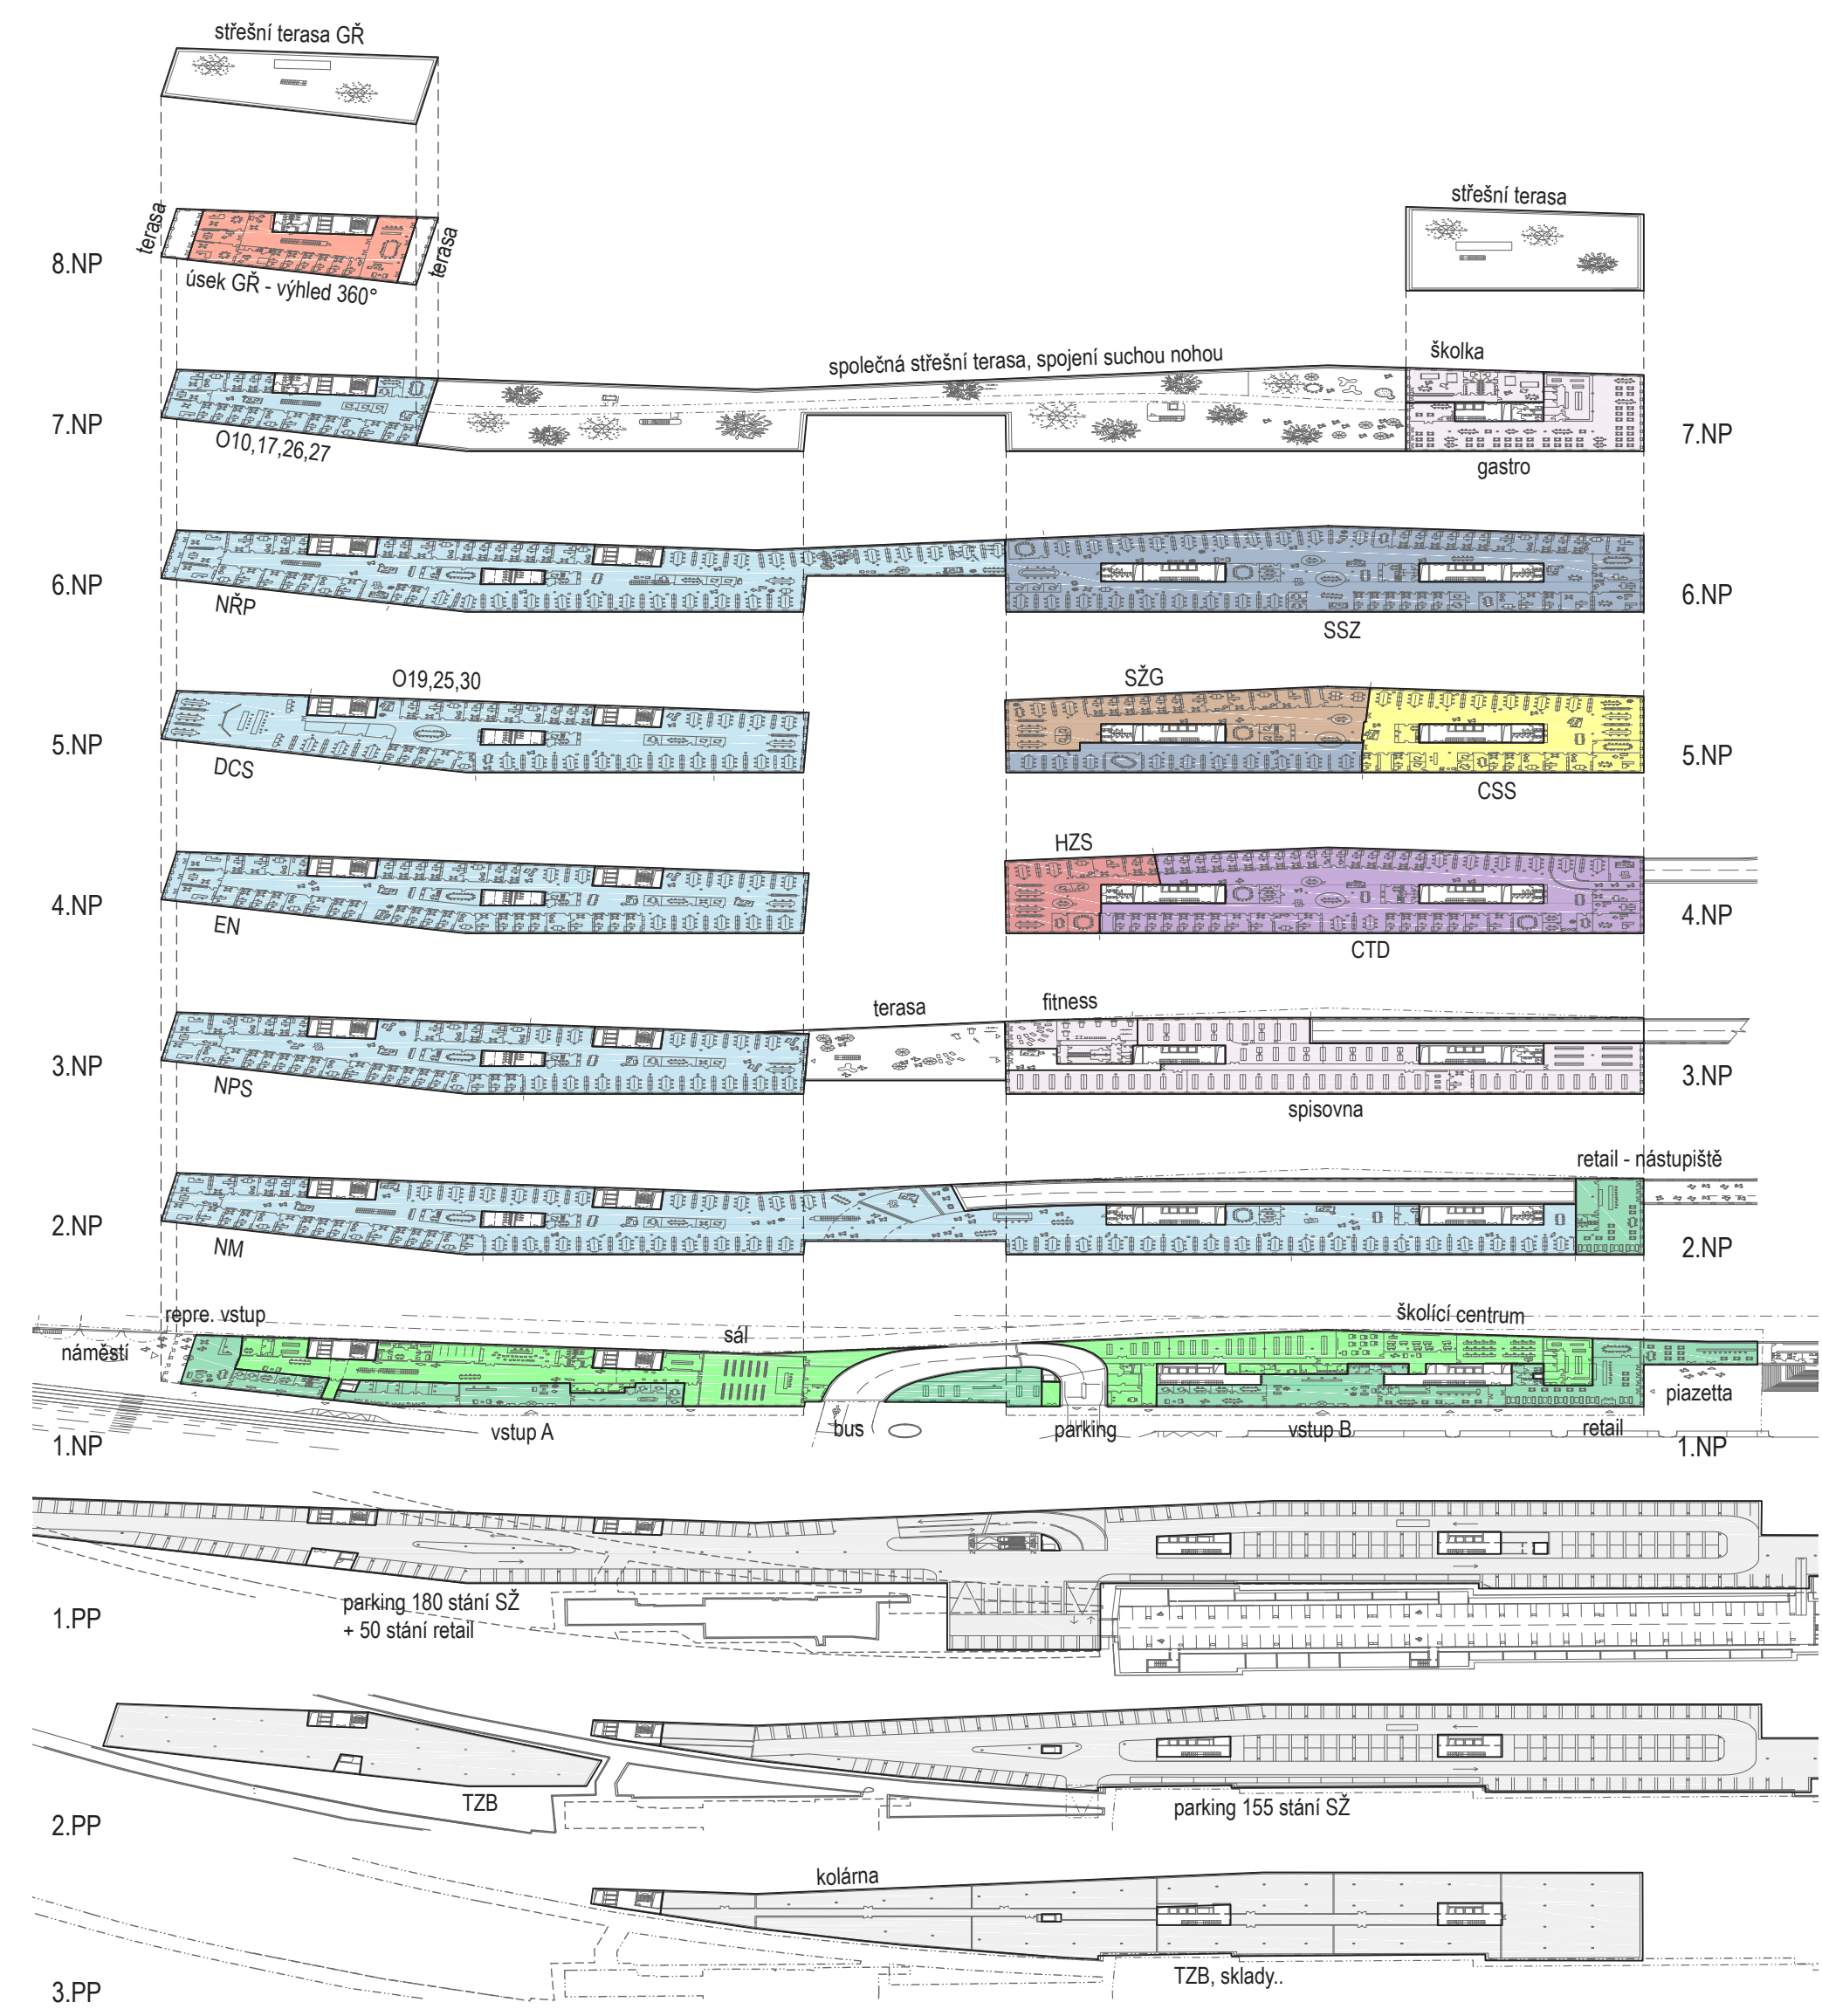 střešní terasa GŘ
střešní terasa
terasa
terasa
8.NP
úsek GŘ - výhled 360°
společná střešní terasa, spojení suchou nohou
školka
7.NP
7.NP
O10,17,26,27
gastro
6.NP
6.NP
NŘP
SSZ
O19,25,30
SŽG
5.NP
5.NP
DCS
CSS
HZS
4.NP
4.NP
EN
CTD
terasa
fitness
3.NP
3.NP
NPS
spisovna
retail - nástupiště
2.NP
2.NP
NM
repre. vstup
školící centrum
náměstí
sál
piazetta
vstup A
bus
parking
vstup B
retail
1.NP
1.NP
parking 180 stání SŽ
+ 50 stání retail
1.PP
TZB
parking 155 stání SŽ
2.PP
kolárna
TZB, sklady..
3.PP